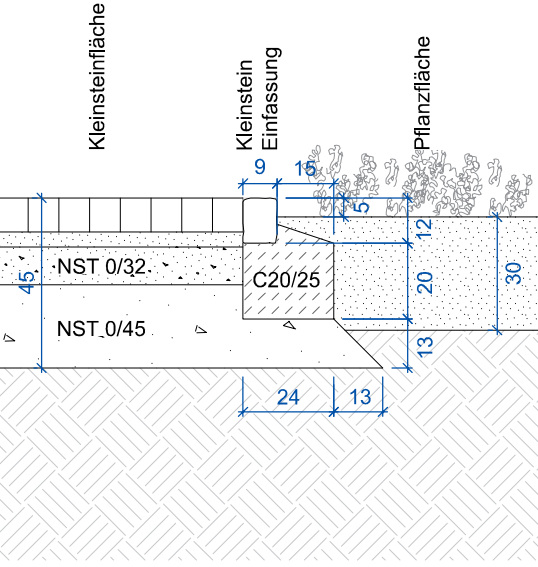 Kleinsteinfläche
Kleinstein
Einfassung
Pflanzfläche
9
15
5
12
NST 0/32
C20/25
45
20
30
NST 0/45
13
24
13